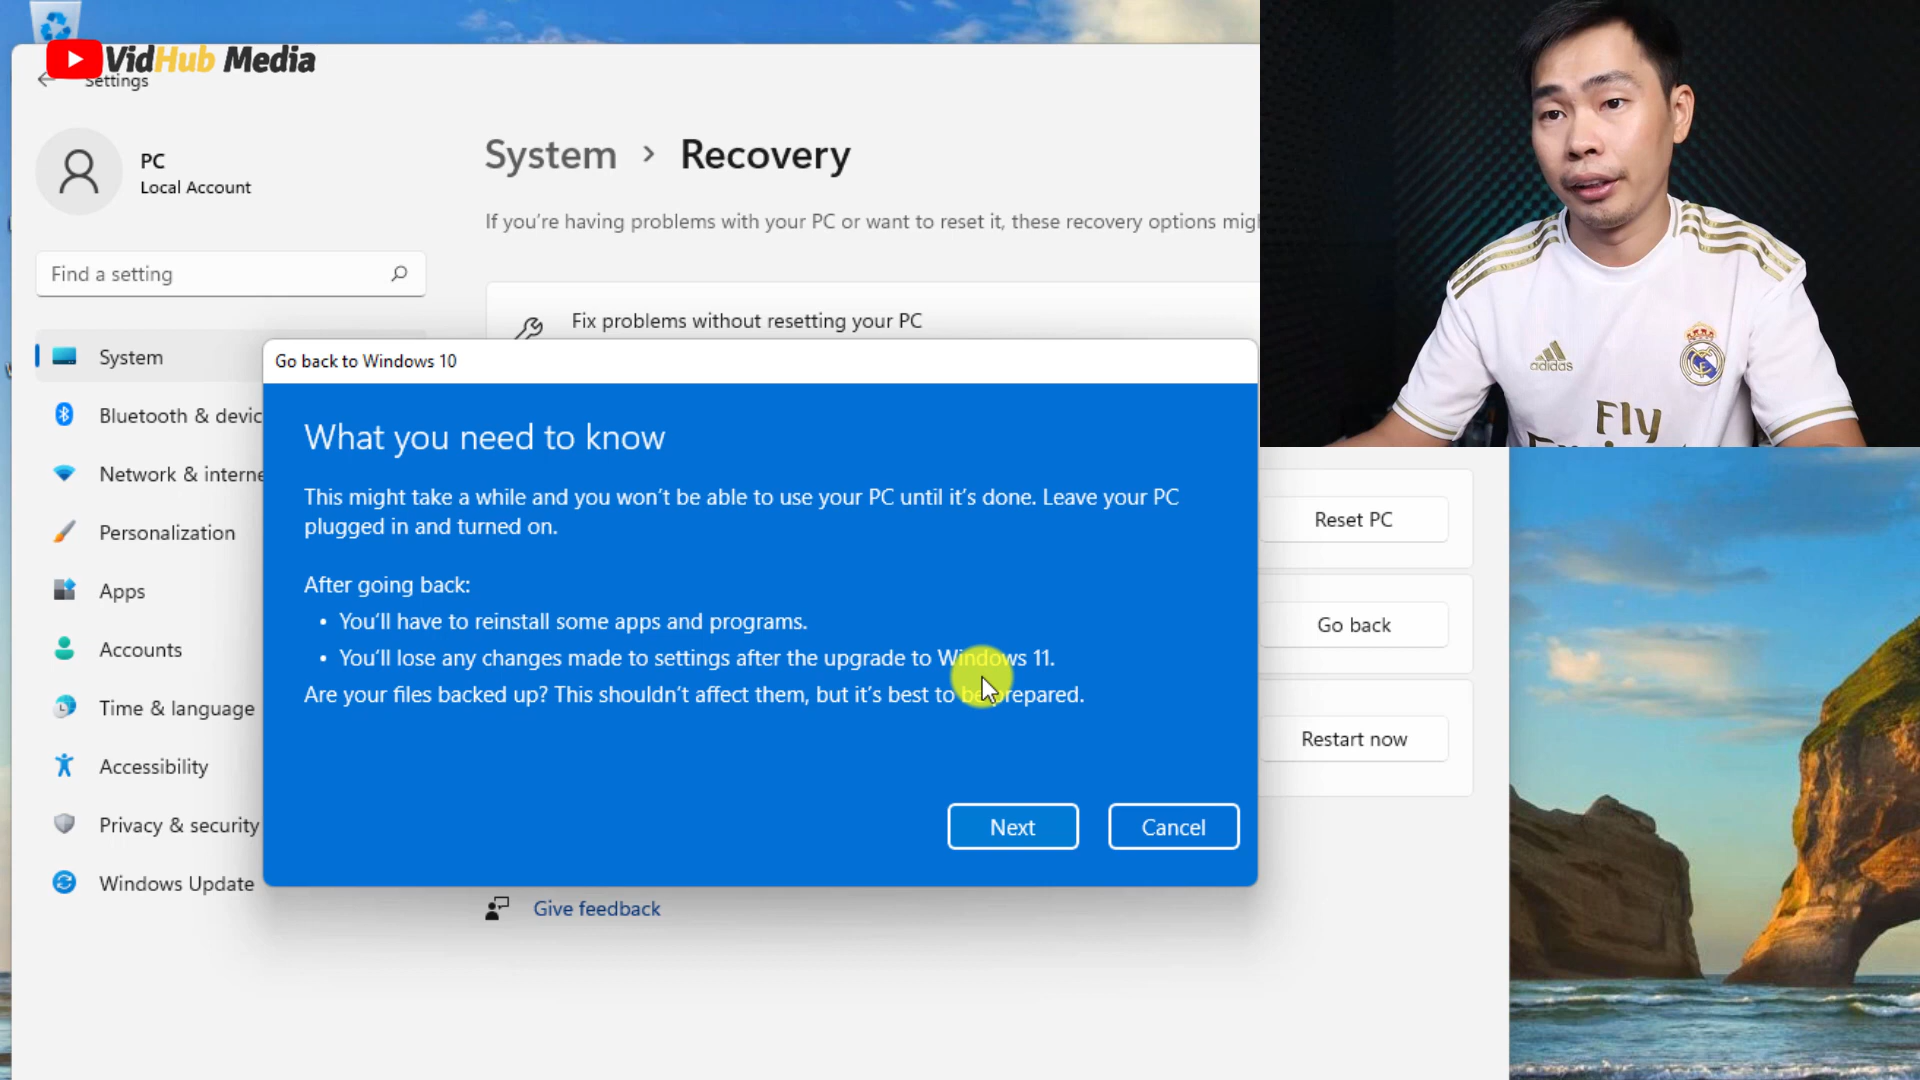 VidHub Media
Settings
PC
Local Account
Find a setting
System
Bluetooth & devic
Network & interne
Personalization
Apps
Accounts
Time & language
Accessibility
Privacy & security
Windows Update
System > Recovery
If you're having problems with your PC or want to reset it, these recovery options mig
Fix problems without resetting your PC
Go back to Windows 10
What you need to know
This might take a while and you won't be able to use your PC until it's done. Leave your PC
plugged in and turned on.
After going back:
• You'll have to reinstall some apps and programs.
• You'll lose any changes made to settings after the upgrade to Windows 11.
Are your files backed up? This shouldn't affect them, but it's best to be prepared.
Next
Cancel
Reset PC
Go back
Restart now
Give feedback
adidas
Fly